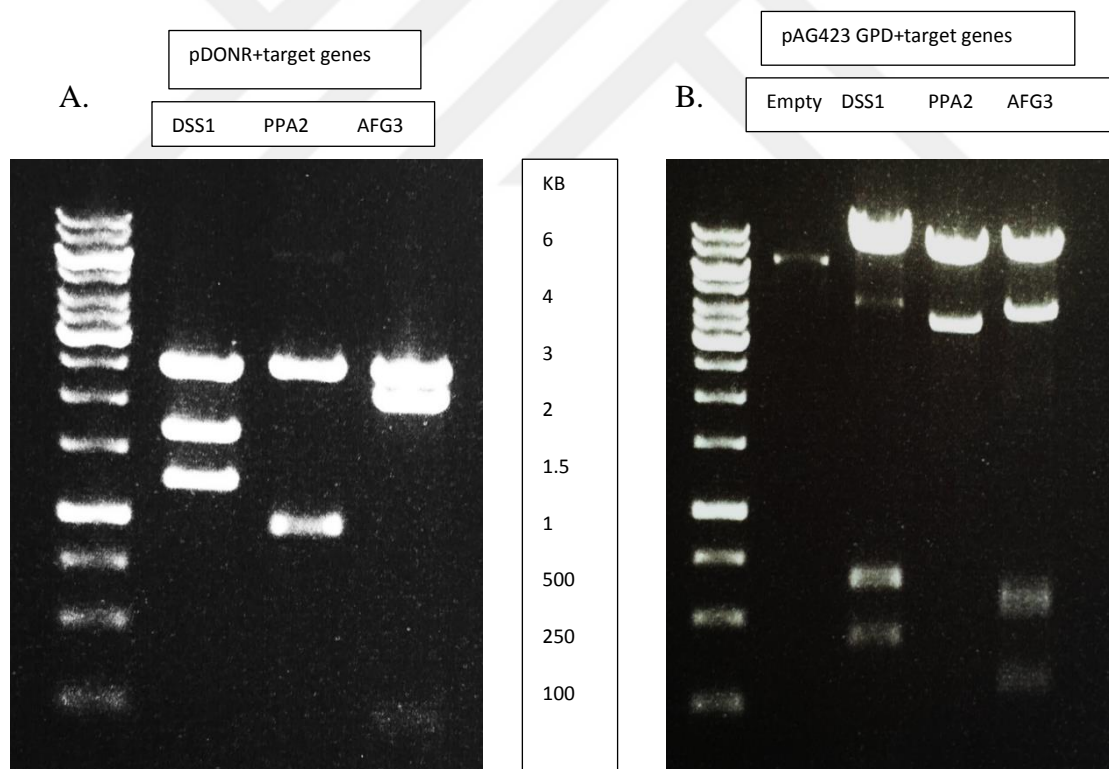 pDONR+target genes
A.
DSS1 PPA2 AFG3
pAG423 GPD+target genes
B.
Empty DSS1 PPA2 AFG3
KB
6
4
3
2
1.5
1
500
250
100